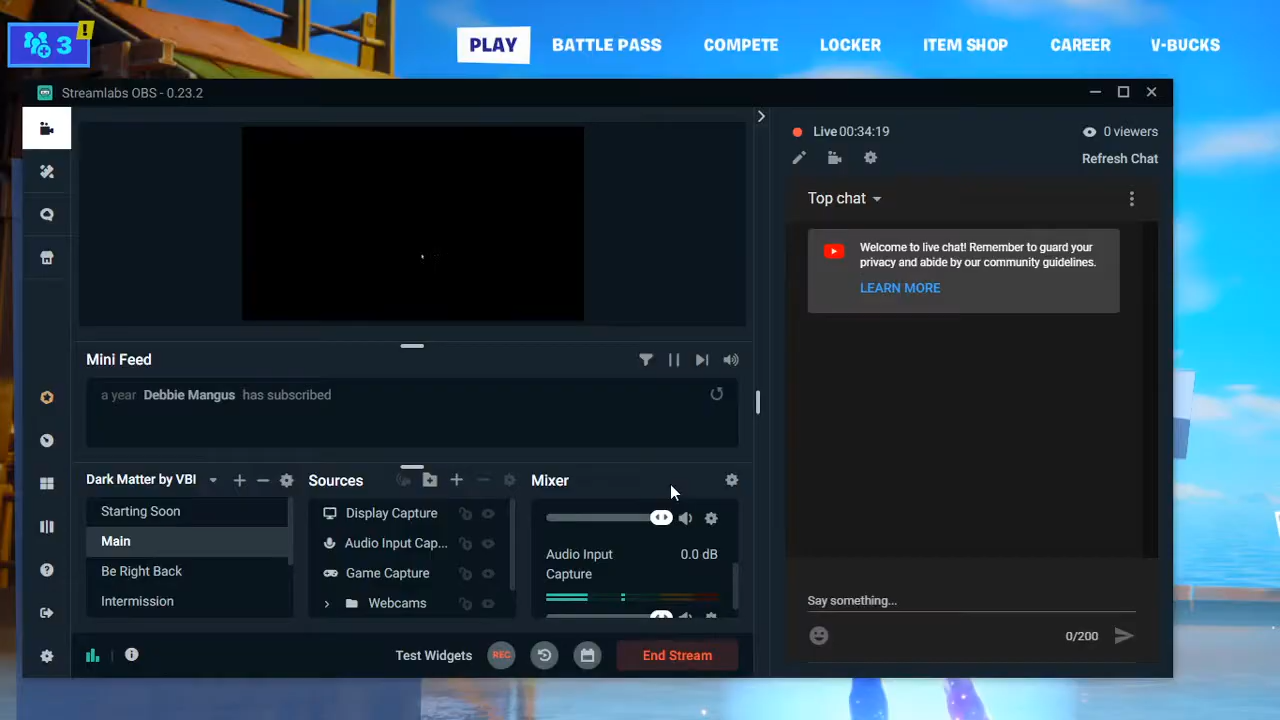 3 !
PLAY BATTLE PASS COMPETE LOCKER ITEM SHOP CAREER V-BUCKS
Streamlabs OBS - 0.23.2
Live 00:34:19 0 viewers
Refresh Chat
Top chat
Welcome to live chat! Remember to guard your
privacy and abide by our community guidelines.
LEARN MORE
Mini Feed
a year Debbie Mangus has subscribed
Dark Matter by VBI
Starting Soon
Main
Be Right Back
Intermission
Sources
Display Capture
Audio Input Cap...
Game Capture
Webcams
Mixer
Audio Input 0.0 dB
Capture
Say something...
0/200
Test Widgets REC End Stream